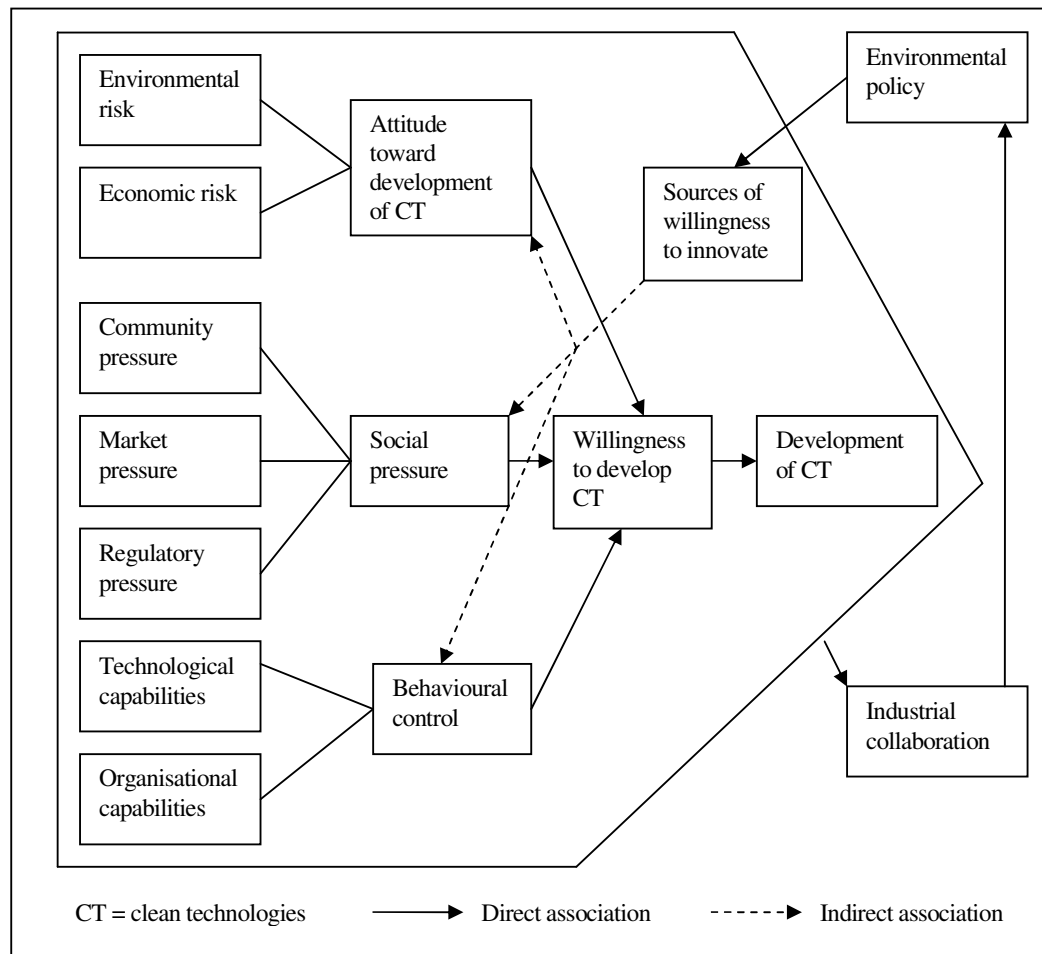 Environmental
risk
Economic risk
Community
pressure
Market
pressure
Regulatory
pressure
Technological
capabilities
Organisational
capabilities
Attitude
toward
development
of CT
Social
pressure
Behavioural
control
Willingness
to develop
CT
Sources of
willingness
to innovate
Development
of CT
Environmental
policy
Industrial
collaboration
CT = clean technologies
Direct association
Indirect association